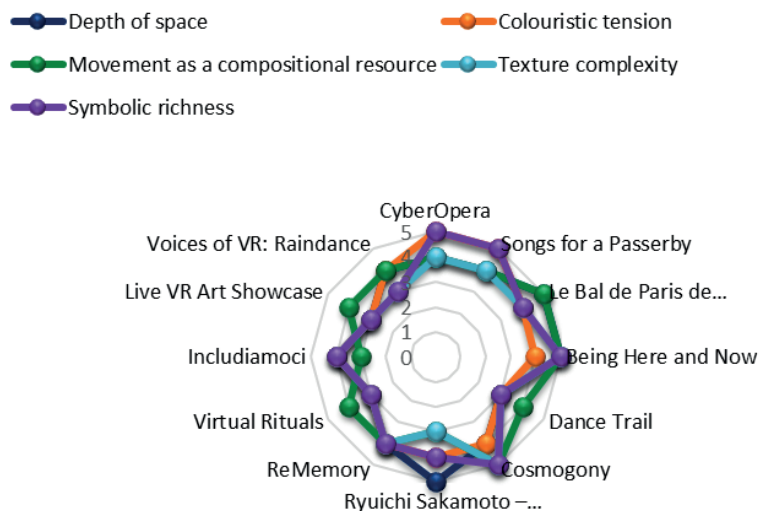 Depth of space
Colouristic tension
Movement as a compositional resource
Texture complexity
Symbolic richness
CyberOpera
5
Voices of VR: Raindance
4
Songs for a Passerby
3
Live VR Art Showcase
Le Bal de Paris de...
2
1
Includiamoci
0
Being Here and Now
Virtual Rituals
Dance Trail
ReMemory
Cosmogony
Ryuichi Sakamoto –...